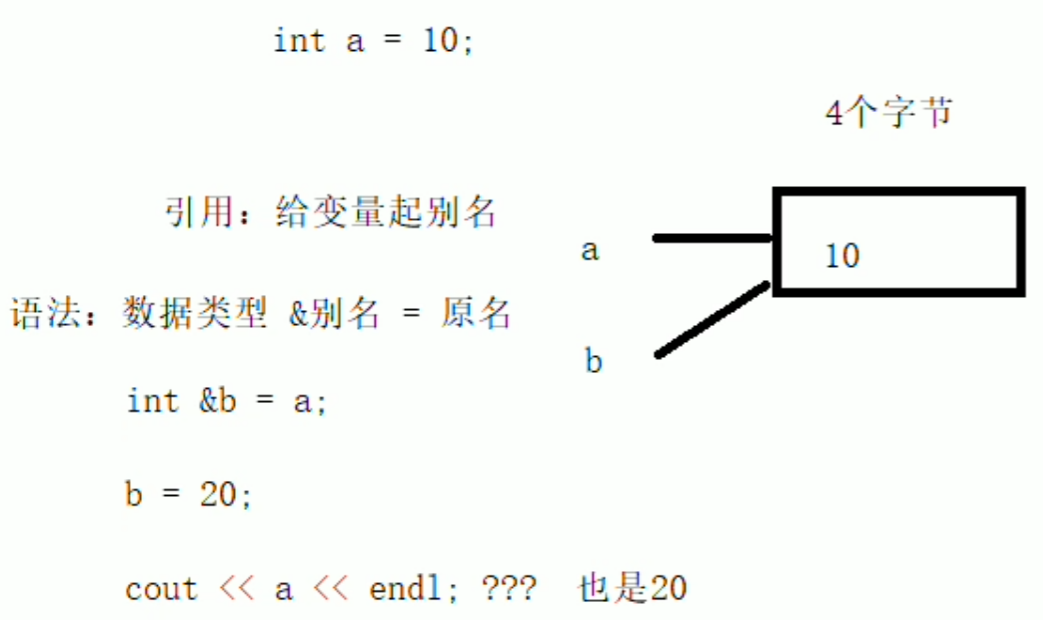 int a = 10;
4个字节
引用：给变量起别名
a
10
语法：数据类型 &别名 = 原名
b
int &b = a;
b = 20;
cout << a << endl; ??? 也是20